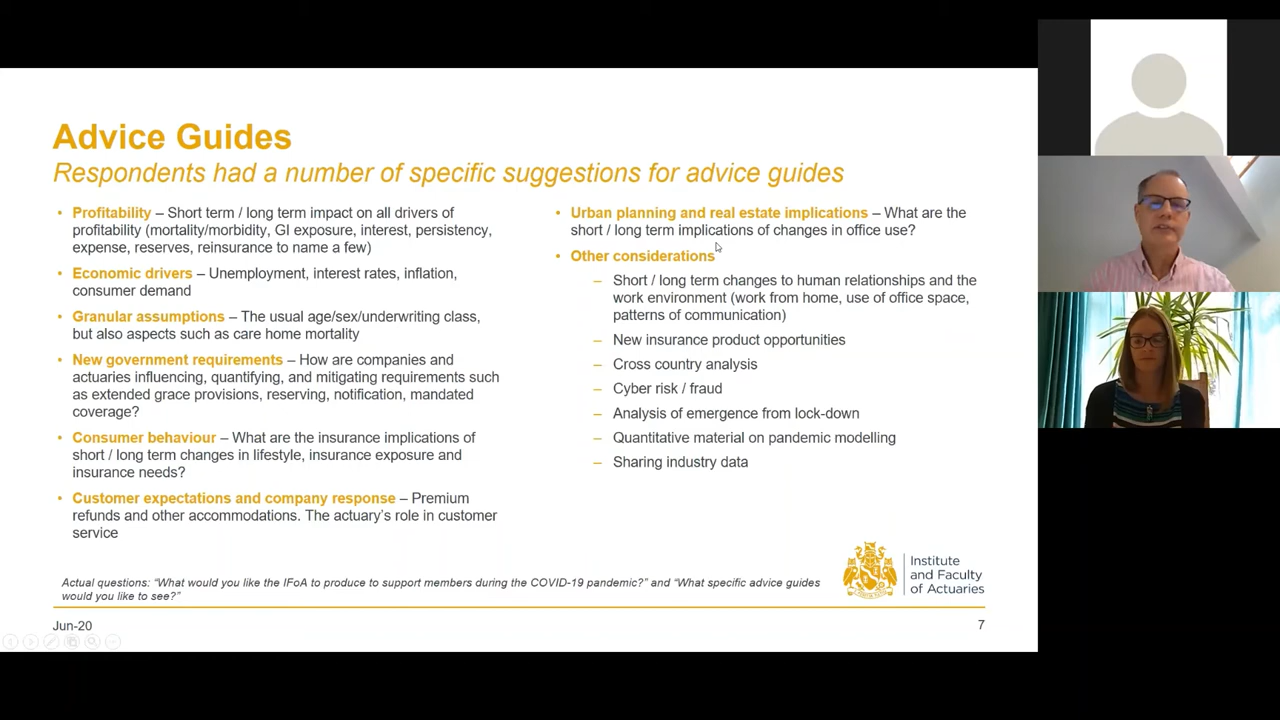 Advice Guides
Respondents had a number of specific suggestions for advice guides
• Profitability – Short term / long term impact on all drivers of
profitability (mortality/morbidity, GI exposure, interest, persistency,
expense, reserves, reinsurance to name a few)
• Economic drivers – Unemployment, interest rates, inflation,
consumer demand
• Granular assumptions – The usual age/sex/underwriting class,
but also aspects such as care home mortality
• New government requirements – How are companies and
actuaries influencing, quantifying, and mitigating requirements such
as extended grace provisions, reserving, notification, mandated
coverage?
• Consumer behaviour – What are the insurance implications of
short / long term changes in lifestyle, insurance exposure and
insurance needs?
• Customer expectations and company response – Premium
refunds and other accommodations. The actuary's role in customer
service
• Urban planning and real estate implications – What are the
short / long term implications of changes in office use?
• Other considerations
– Short / long term changes to human relationships and the
work environment (work from home, use of office space,
patterns of communication)
– New insurance product opportunities
– Cross country analysis
– Cyber risk / fraud
– Analysis of emergence from lock-down
– Quantitative material on pandemic modelling
– Sharing industry data
Actual questions: "What would you like the IFoA to produce to support members during the COVID-19 pandemic?" and "What specific advice guides
would you like to see?"
Institute
and Faculty
of Actuaries
Jun-20
7